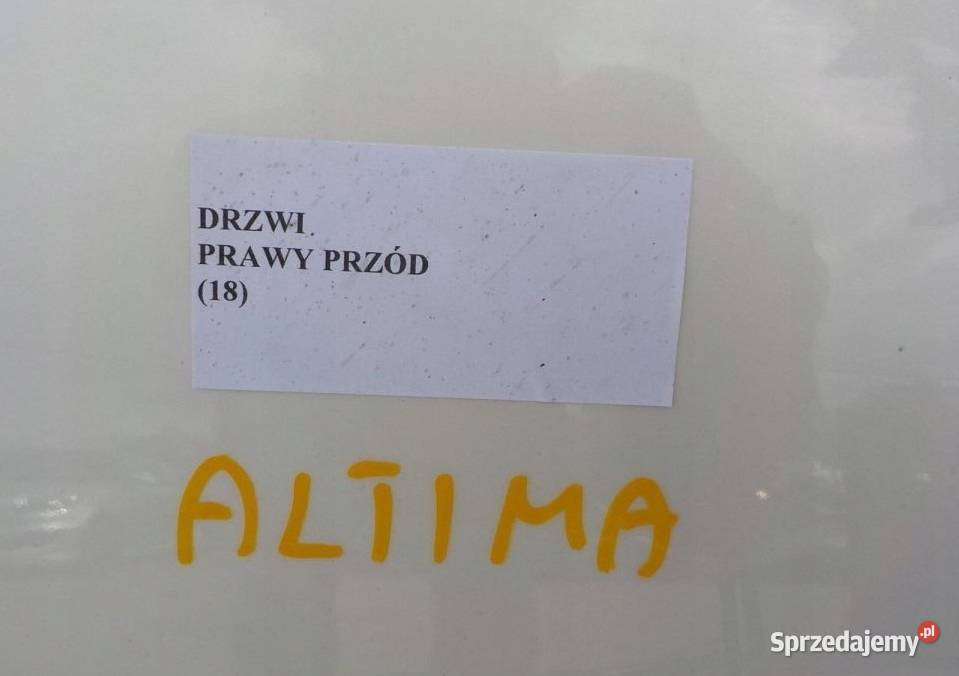 DRZWI
PRAWY PRZÓD
(18)
ALTIMA
Sprzedajemy.pl